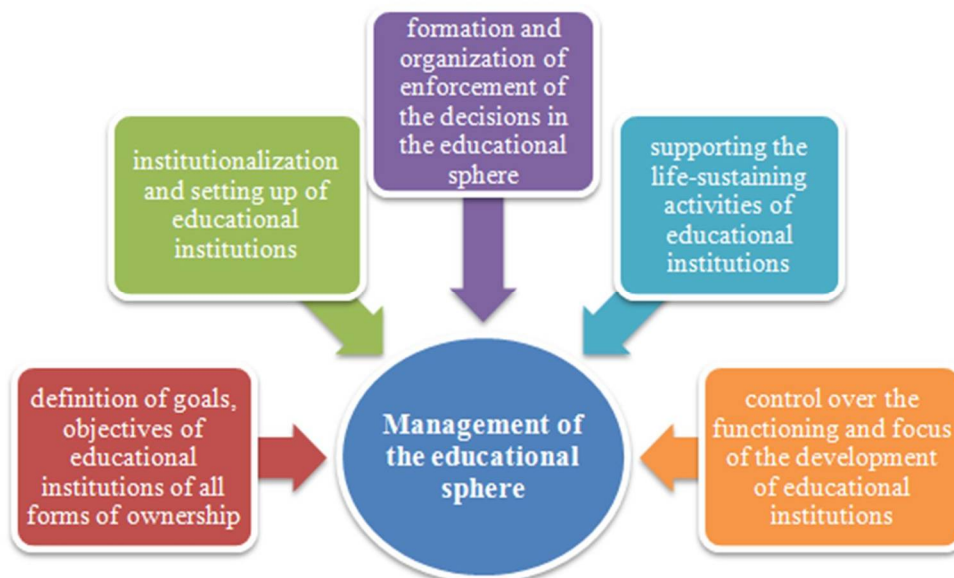 formation and
organization of
enforcement of
the decisions in
the educational
sphere
institutionalization
and setting up of
educational
institutions
supporting the
life-sustaining
activities of
educational
institutions
definition of goals,
objectives of
educational
institutions of all
forms of ownership
Management of
the educational
sphere
control over the
functioning and focus
of the development
of educational
institutions